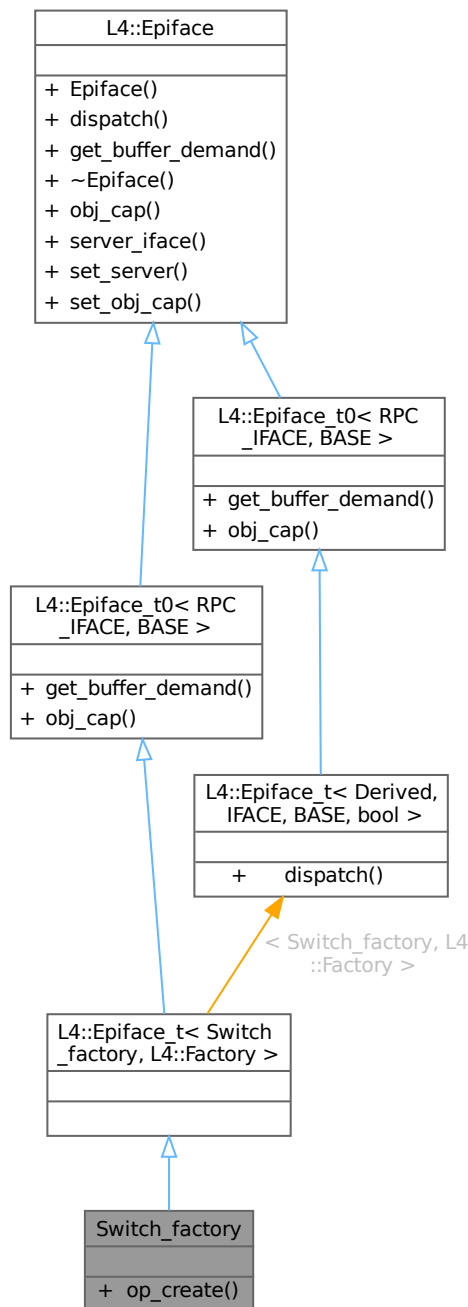 L4::Epiface
+ Epiface()
+ dispatch()
+ get_buffer_demand()
+ ~Epiface()
+ obj_cap()
+ server_iface()
+ set_server()
+ set_obj_cap()
L4::Epiface_t0< RPC
_IFACE, BASE >
+ get_buffer_demand()
+ obj_cap()
L4::Epiface_t0< RPC
_IFACE, BASE >
+ get_buffer_demand()
+ obj_cap()
L4::Epiface_t< Derived,
IFACE, BASE, bool >
+ dispatch()
< Switch_factory, L4
::Factory >
L4::Epiface_t< Switch
_factory, L4::Factory >
Switch_factory
+ op_create()